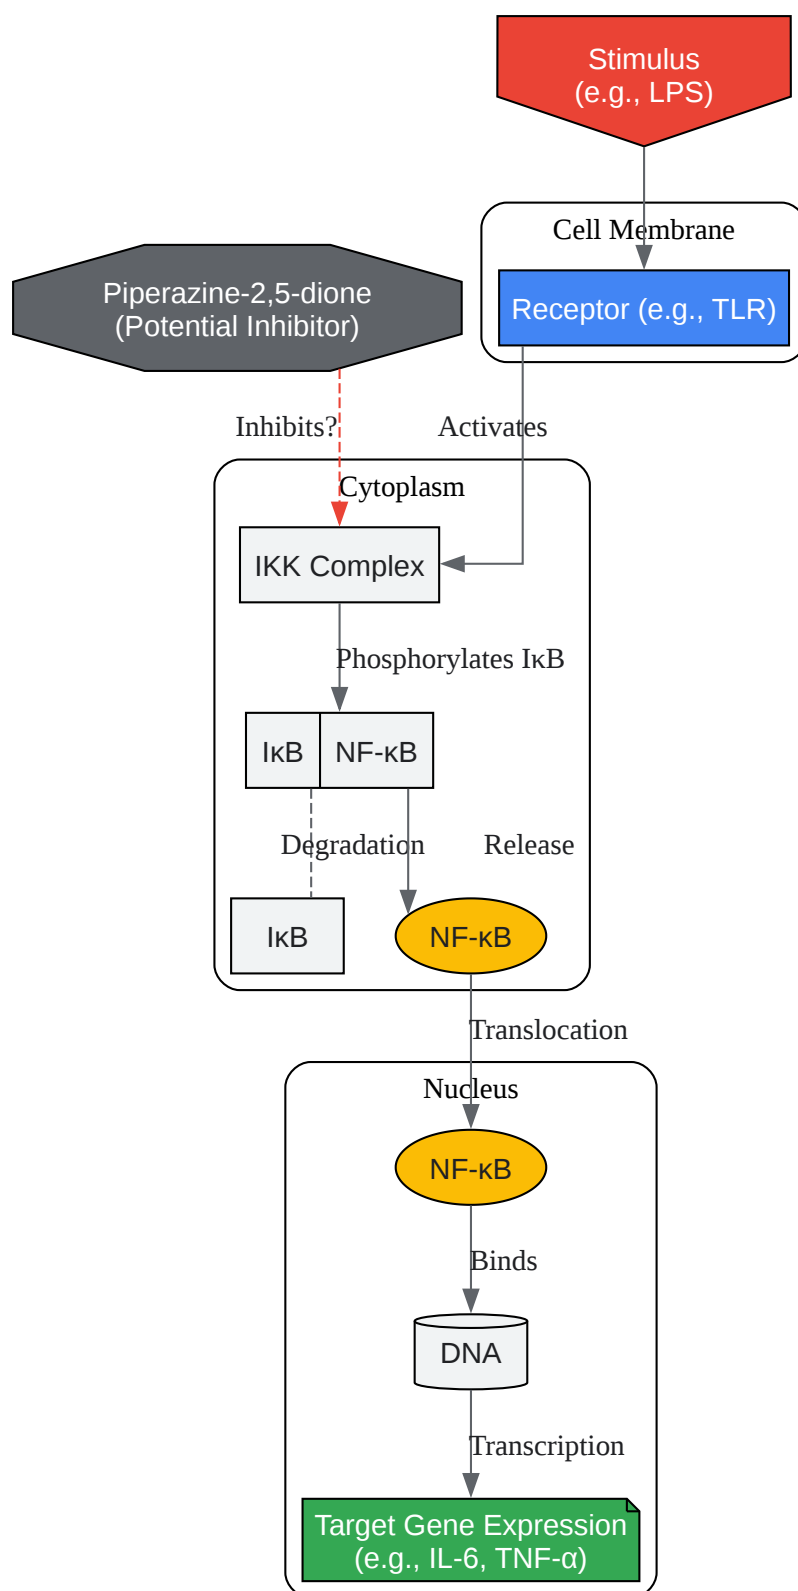 Stimulus
(e.g., LPS)
Cell Membrane
Receptor (e.g., TLR)
Piperazine-2,5-dione
(Potential Inhibitor)
Inhibits?
Activates
Cytoplasm
IKK Complex
Phosphorylates IκB
IκB
NF-κB
Degradation
Release
IκB
NF-κB
Translocation
Nucleus
NF-κB
Binds
DNA
Transcription
Target Gene Expression
(e.g., IL-6, TNF-α)